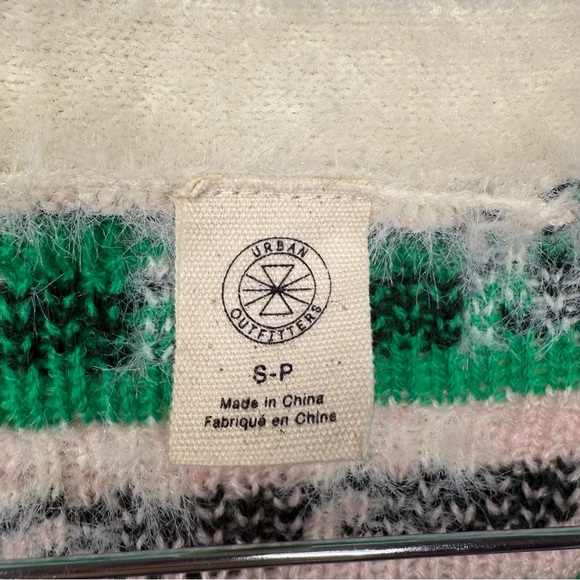 URBAN
OUTFITTERS
S-P
Made in China
Fabriqué en Chine